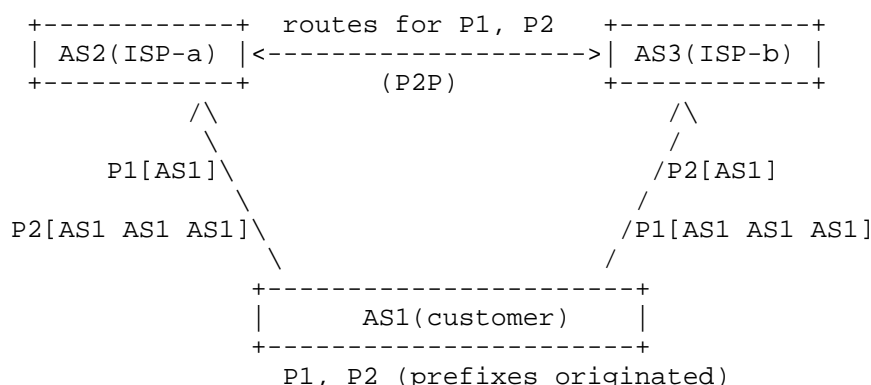 routes for P1, P2
AS2(ISP-a) AS3(ISP-b)
(P2P)
P1[AS1] P2[AS1]
P2[AS1 AS1 AS1] P1[AS1 AS1 AS1]
AS1(customer)
P1, P2 (prefixes originated)